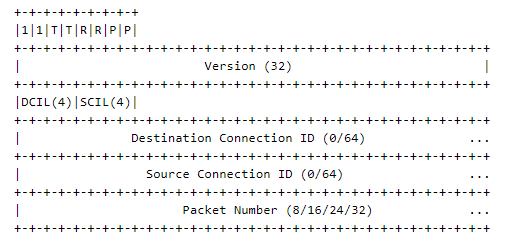 +-+-+-+-+-+-+-+-+
|1|1|T|T|R|R|P|P|
+-+-+-+-+-+-+-+-+-+-+-+-+-+-+-+-+-+-+-+-+-+-+-+-+-+-+-+-+-+-+-+-+
|                         Version (32)                          |
+-+-+-+-+-+-+-+-+-+-+-+-+-+-+-+-+-+-+-+-+-+-+-+-+-+-+-+-+-+-+-+-+
|DCIL(4)|SCIL(4)|
+-+-+-+-+-+-+-+-+-+-+-+-+-+-+-+-+-+-+-+-+-+-+-+-+-+-+-+-+-+-+-+-+
|               Destination Connection ID (0/64)              ...
+-+-+-+-+-+-+-+-+-+-+-+-+-+-+-+-+-+-+-+-+-+-+-+-+-+-+-+-+-+-+-+-+
|                 Source Connection ID (0/64)                 ...
+-+-+-+-+-+-+-+-+-+-+-+-+-+-+-+-+-+-+-+-+-+-+-+-+-+-+-+-+-+-+-+-+
|                      Packet Number (8/16/24/32)             ...
+-+-+-+-+-+-+-+-+-+-+-+-+-+-+-+-+-+-+-+-+-+-+-+-+-+-+-+-+-+-+-+-+